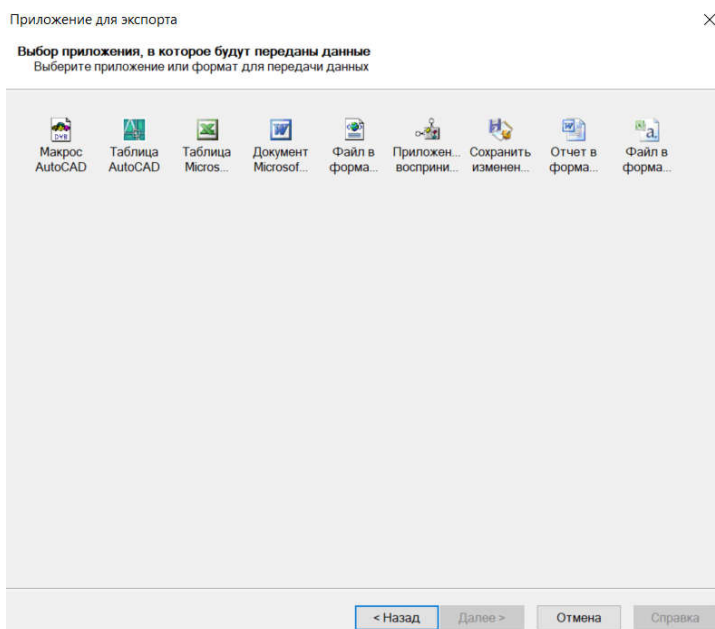 Приложение для экспорта
Выбор приложения, в которое будут переданы данные
Выберите приложение или формат для передачи данных
Макрос AutoCAD
Таблица AutoCAD
Таблица Micros...
Документ Microsof...
Файл в форма...
Приложен... восприни...
Сохранить изменен...
Отчет в форма...
Файл в форма...
< Назад
Далее >
Отмена
Справка